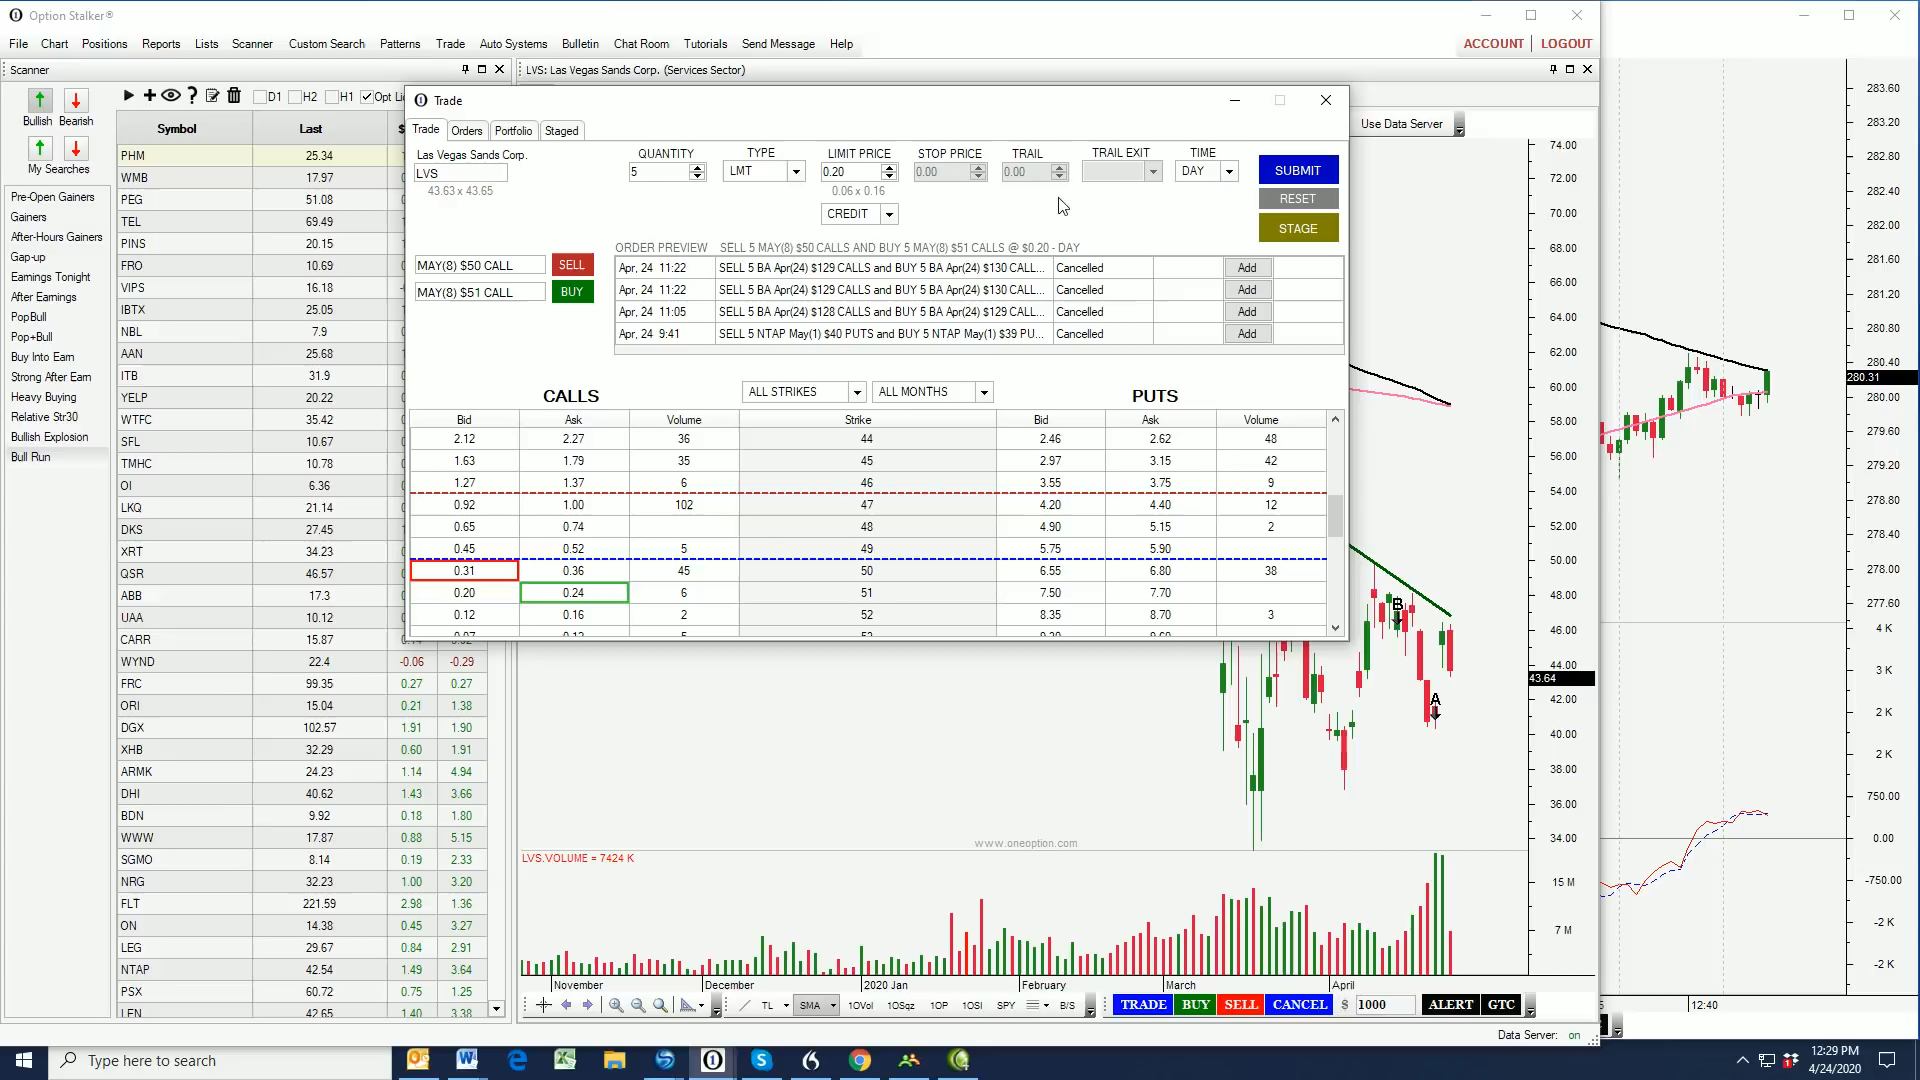 Option Stalker®
File Chart Positions Reports Lists Scanner Custom Search Patterns Trade Auto Systems Bulletin Chat Room Tutorials Send Message Help
ACCOUNT LOGOUT
Scanner
LVS: Las Vegas Sands Corp. (Services Sector)
D1 H2 H1
Bullish Bearish
My Searches
Pre-Open Gainers
Gainers
After-Hours Gainers
Gap-up
Earnings Tonight
After Earnings
PopBull
Pop+Bull
Buy Into Earn
Strong After Earn
Heavy Buying
Relative Str30
Bullish Explosion
Bull Run
Symbol Last
PHM 25.34
WMB 17.97
PEG 51.08
TEL 69.49
PINS 20.15
FRO 10.69
VIPS 16.18
IBTX 25.05
NBL 7.9
AAN 25.68
ITB 31.9
YELP 20.22
WTFC 35.42
SFL 10.67
TMHC 10.78
OI 6.36
LKQ 21.14
DKS 27.45
XRT 34.23
QSR 46.57
ABB 17.3
UAA 10.12
CARR 15.87
WYND 22.4 -0.06 -0.29
FRC 99.35 0.27 0.27
ORI 15.04 0.21 1.38
DGX 102.57 1.91 1.90
XHB 32.29 0.60 1.91
ARMK 24.23 1.14 4.94
DHI 40.62 1.43 3.66
BDN 9.92 0.18 1.80
WWW 17.87 0.88 5.15
SGMO 8.14 0.19 2.33
NRG 32.23 1.00 3.20
FLT 221.59 2.98 1.36
ON 14.38 0.45 3.27
LEG 29.67 0.84 2.91
NTAP 42.54 1.49 3.64
PSX 60.72 0.75 1.25
LEN 42.65 1.40 3.38
Trade
Trade Orders Portfolio Staged
Las Vegas Sands Corp.
LVS
43.63 x 43.65
QUANTITY TYPE LIMIT PRICE STOP PRICE TRAIL TRAIL EXIT TIME
5 LMT 0.20 0.00 0.00 DAY
0.06 x 0.16
CREDIT
SUBMIT
RESET
STAGE
ORDER PREVIEW SELL 5 MAY(8) $50 CALLS AND BUY 5 MAY(8) $51 CALLS @ $0.20 - DAY
MAY(8) $50 CALL SELL
MAY(8) $51 CALL BUY
Apr, 24 11:22 SELL 5 BA Apr(24) $129 CALLS and BUY 5 BA Apr(24) $130 CALL... Cancelled Add
Apr, 24 11:22 SELL 5 BA Apr(24) $129 CALLS and BUY 5 BA Apr(24) $130 CALL... Cancelled Add
Apr, 24 11:05 SELL 5 BA Apr(24) $128 CALLS and BUY 5 BA Apr(24) $129 CALL... Cancelled Add
Apr, 24 9:41 SELL 5 NTAP May(1) $40 PUTS and BUY 5 NTAP May(1) $39 PU... Cancelled Add
CALLS ALL STRIKES ALL MONTHS PUTS
Bid Ask Volume Strike Bid Ask Volume
2.12 2.27 36 44 2.46 2.62 48
1.63 1.79 35 45 2.97 3.15 42
1.27 1.37 6 46 3.55 3.75 9
0.92 1.00 102 47 4.20 4.40 12
0.65 0.74 48 4.90 5.15 2
0.45 0.52 5 49 5.75 5.90
0.31 0.36 45 50 6.55 6.80 38
0.20 0.24 6 51 7.50 7.70
0.12 0.16 2 52 8.35 8.70 3
Use Data Server
74.00
72.00
70.00
68.00
66.00
64.00
62.00
60.00
58.00
56.00
54.00
52.00
50.00
48.00
46.00
44.00
43.64
42.00
40.00
38.00
36.00
34.00
B
A
www.oneoption.com
LVS.VOLUME = 7424 K
15 M
7 M
November December 2020 Jan February March April
TL SMA 1OVol 1OSqz 1OP 1OSI SPY B/S
TRADE BUY SELL CANCEL $ 1000 ALERT GTC
Data Server: on
283.60
283.20
282.80
282.40
282.00
281.60
281.20
280.80
280.40
280.31
280.00
279.60
279.20
278.80
278.40
278.00
277.60
4 K
3 K
2 K
2 K
750.00
0.00
-750.00
-2 K
-2 K
12:40
Type here to search
12:29 PM
4/24/2020